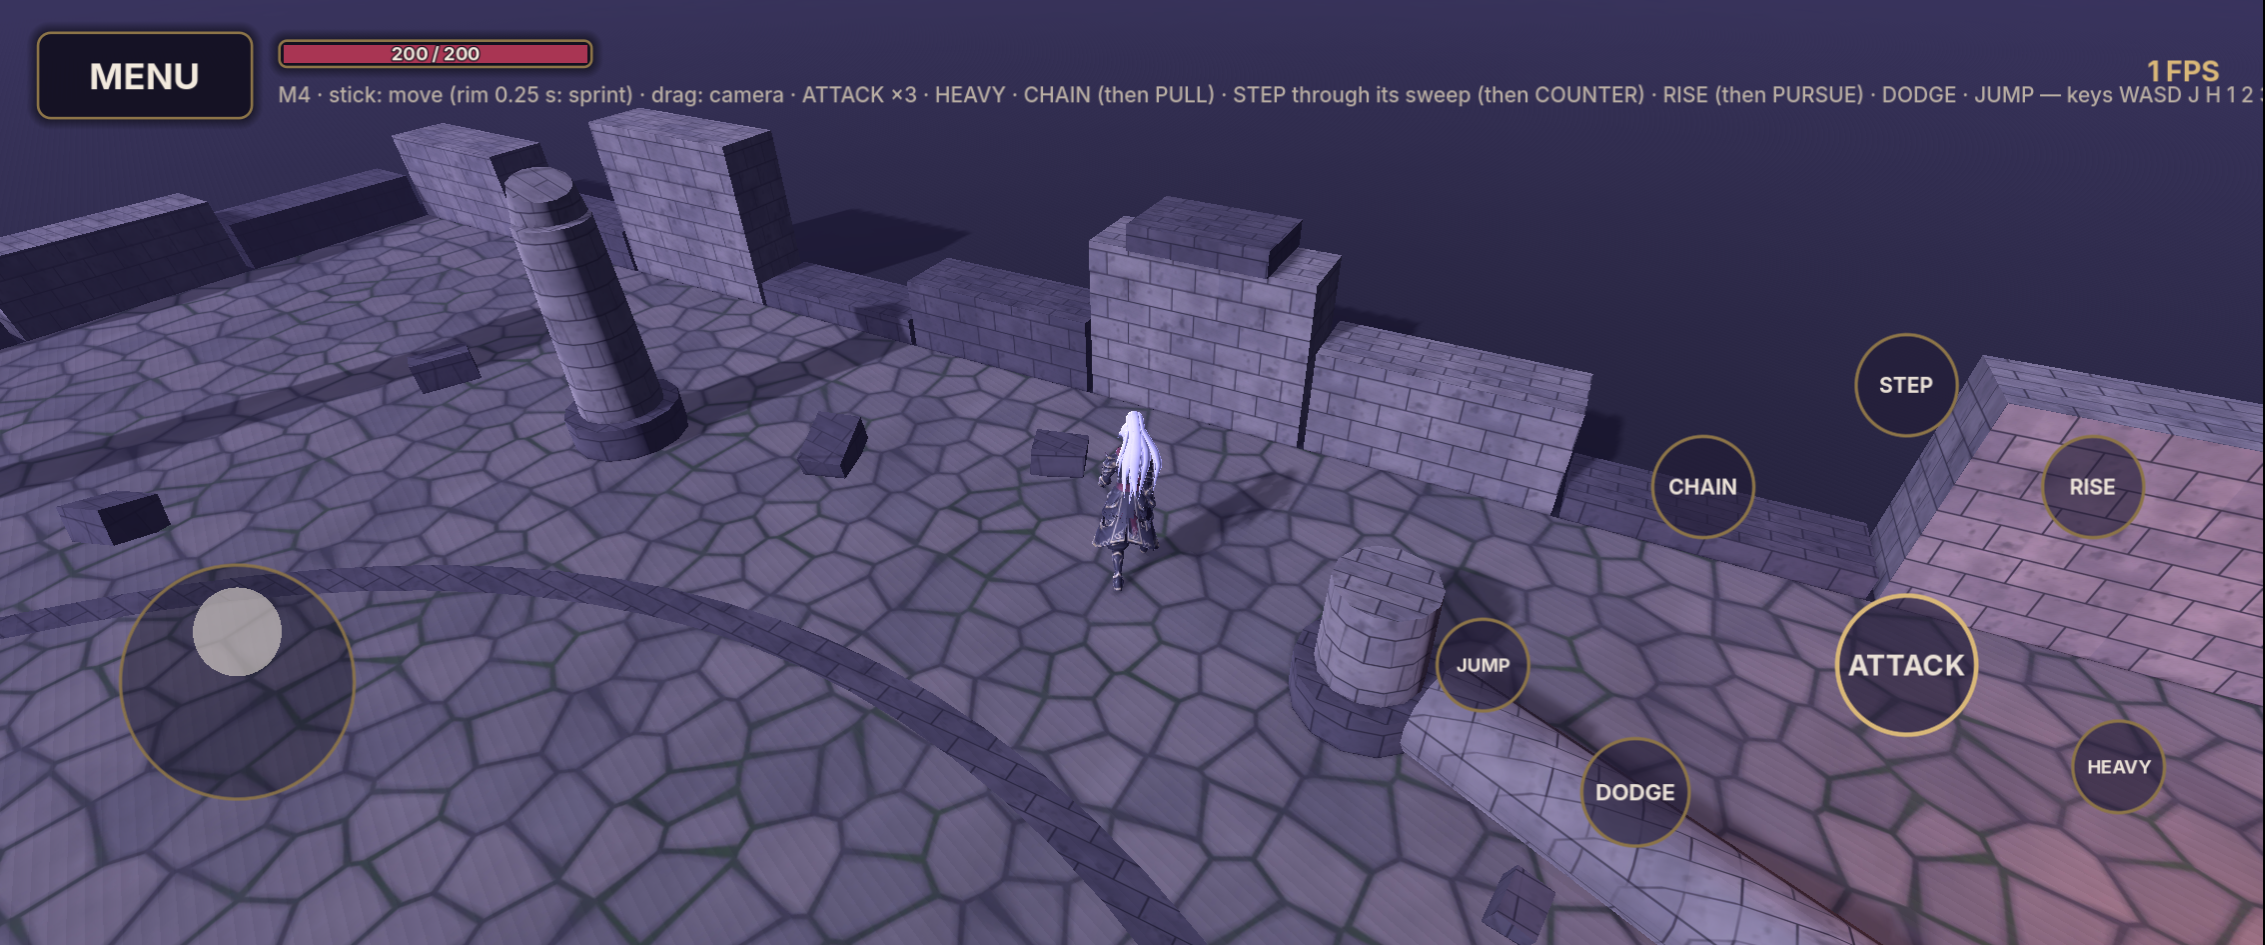 MENU
200 / 200
1 FPS
M4 · stick: move (rim 0.25 s: sprint) · drag: camera · ATTACK ×3 · HEAVY · CHAIN (then PULL) · STEP through its sweep (then COUNTER) · RISE (then PURSUE) · DODGE · JUMP — keys WASD J H 1 2
STEP
CHAIN
RISE
JUMP
ATTACK
HEAVY
DODGE